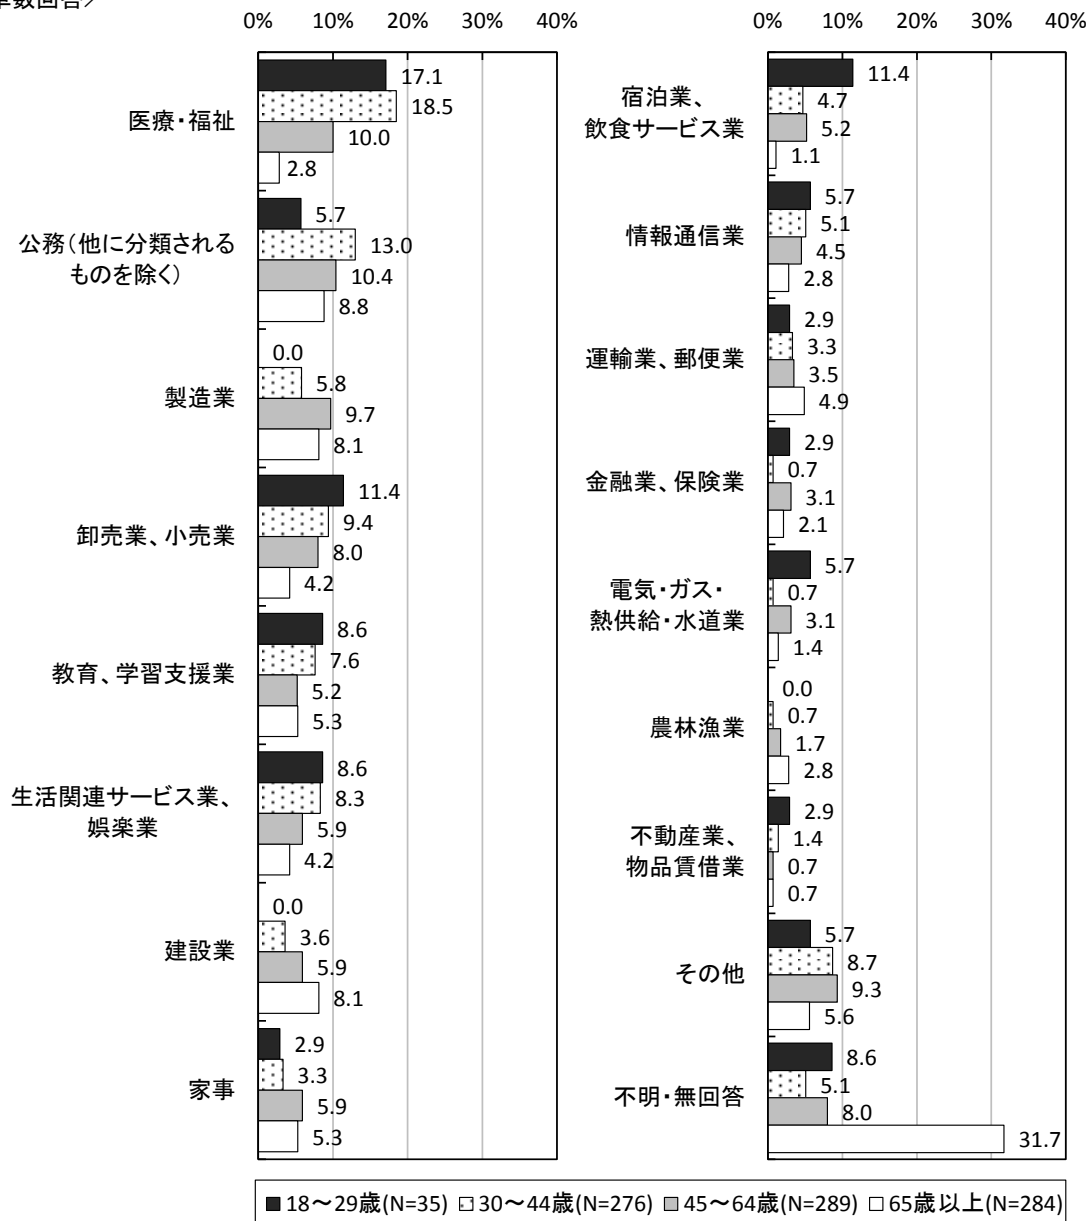 単数回答>
0% 10% 20% 30% 40%
医療・福祉
17.1
18.5
10.0
2.8
公務(他に分類される
ものを除く)
5.7
13.0
10.4
8.8
製造業
0.0
5.8
9.7
8.1
卸売業、小売業
11.4
9.4
8.0
4.2
教育、学習支援業
8.6
7.6
5.2
5.3
生活関連サービス業、
娯楽業
8.6
8.3
5.9
4.2
建設業
0.0
3.6
5.9
8.1
家事
2.9
3.3
5.9
5.3
0% 10% 20% 30% 40%
宿泊業、
飲食サービス業
11.4
4.7
5.2
1.1
情報通信業
5.7
5.1
4.5
2.8
運輸業、郵便業
2.9
3.3
3.5
4.9
金融業、保険業
2.9
0.7
3.1
2.1
電気・ガス・
熱供給・水道業
5.7
0.7
3.1
1.4
農林漁業
0.0
0.7
1.7
2.8
不動産業、
物品賃借業
2.9
1.4
0.7
0.7
その他
5.7
8.7
9.3
5.6
不明・無回答
8.6
5.1
8.0
31.7
18～29歳(N=35) 30～44歳(N=276) 45～64歳(N=289) 65歳以上(N=284)